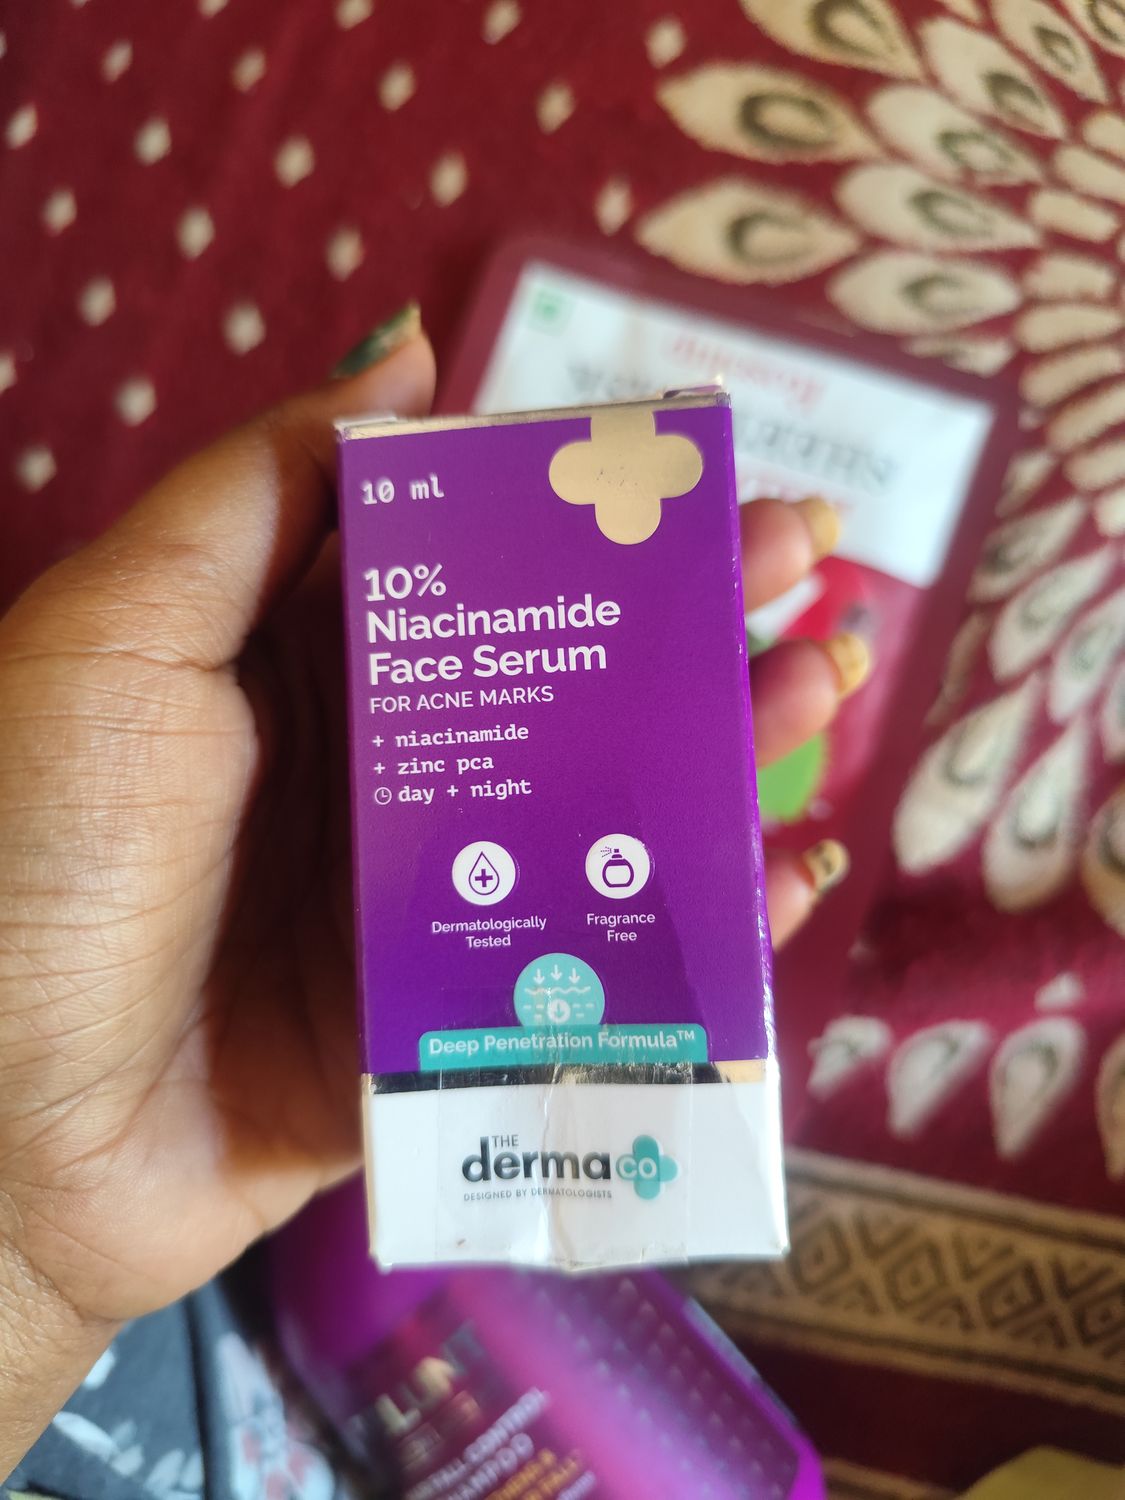 10 ml
10%
Niacinamide
Face Serum
FOR ACNE MARKS
+ niacinamide
+ zinc pca
day + night
Dermatologically
Tested
Fragrance
Free
Deep Penetration Formula™
THE
derma co
DESIGNED BY DERMATOLOGISTS
CONTROL